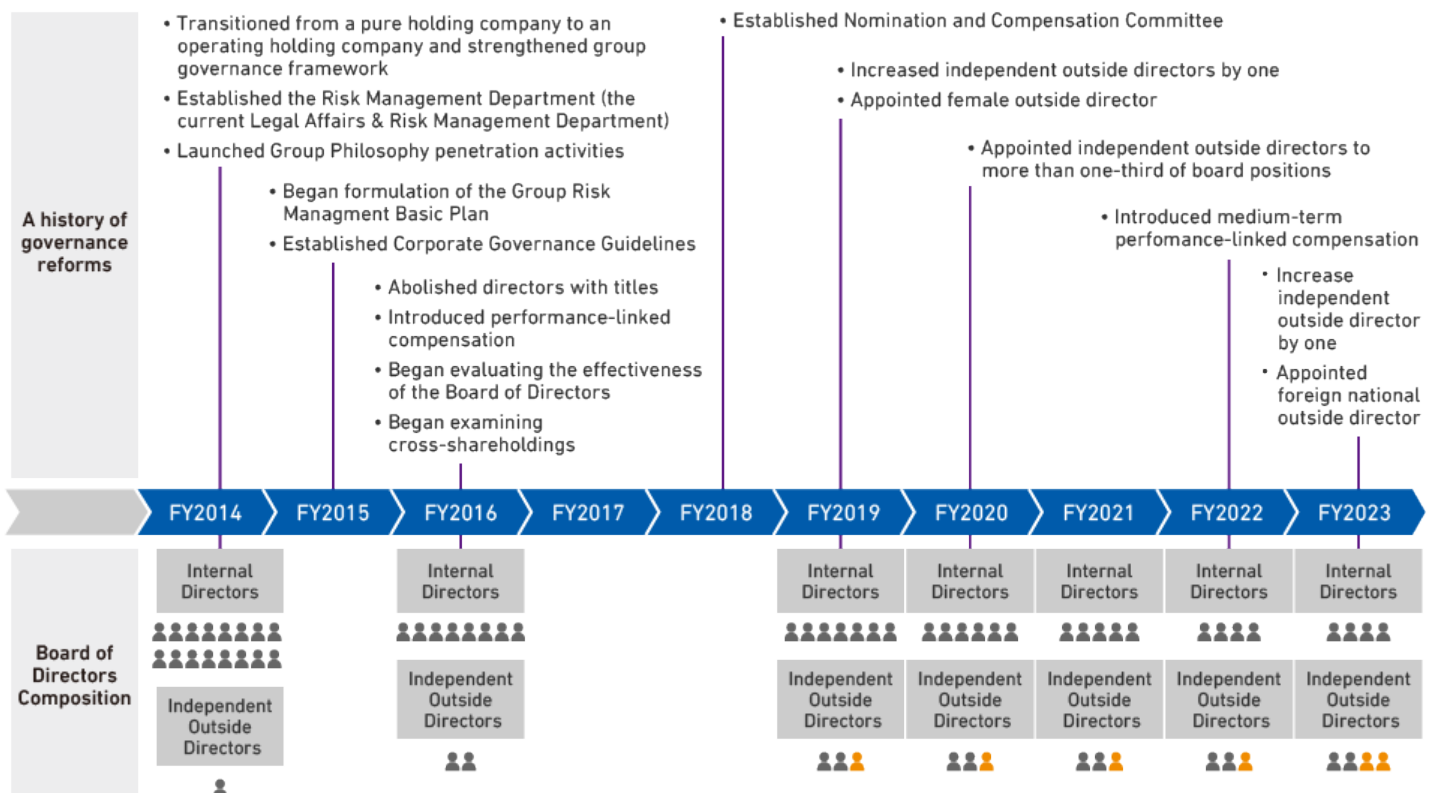 A history of
governance
reforms
• Transitioned from a pure holding company to an
operating holding company and strengthened group
governance framework
• Established the Risk Management Department (the
current Legal Affairs & Risk Management Department)
• Launched Group Philosophy penetration activities
• Began formulation of the Group Risk
Managment Basic Plan
• Established Corporate Governance Guidelines
• Abolished directors with titles
• Introduced performance-linked
compensation
• Began evaluating the effectiveness
of the Board of Directors
• Began examining
cross-shareholdings
• Established Nomination and Compensation Committee
• Increased independent outside directors by one
• Appointed female outside director
• Appointed independent outside directors to
more than one-third of board positions
• Introduced medium-term
perfomance-linked compensation
• Increase
independent
outside director
by one
• Appointed
foreign national
outside director
FY2014
FY2015
FY2016
FY2017
FY2018
FY2019
FY2020
FY2021
FY2022
FY2023
Board of
Directors
Composition
Internal
Directors
Independent
Outside
Directors
Internal
Directors
Independent
Outside
Directors
Internal
Directors
Independent
Outside
Directors
Internal
Directors
Independent
Outside
Directors
Internal
Directors
Independent
Outside
Directors
Internal
Directors
Independent
Outside
Directors
Internal
Directors
Independent
Outside
Directors